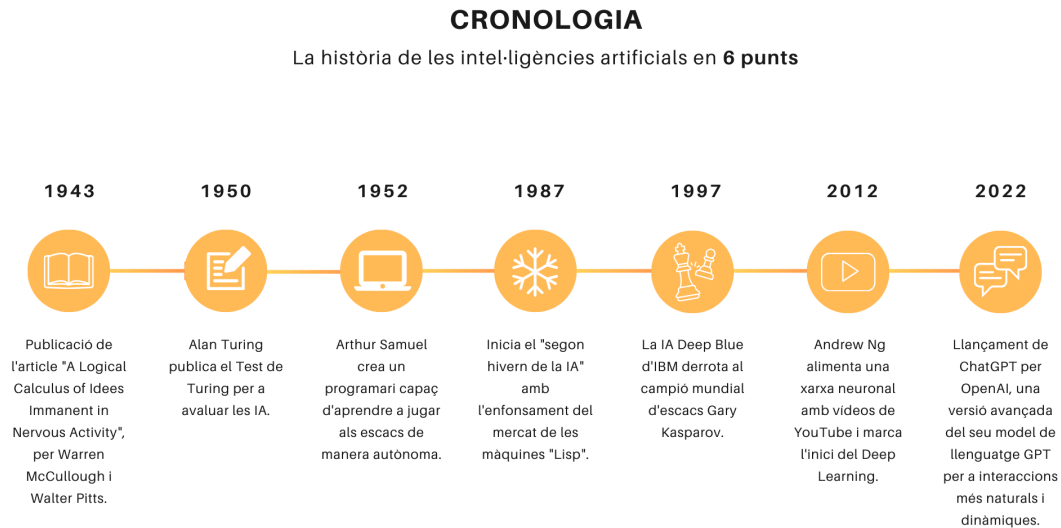 CRONOLOGIA
La història de les intel·ligències artificials en 6 punts
1943
Publicació de
l'article "A Logical
Calculus of Idees
Immanent in
Nervous Activity",
per Warren
McCullough i
Walter Pitts.
1950
Alan Turing
publica el Test de
Turing per a
avaluar les IA.
1952
Arthur Samuel
crea un
programari capaç
d'aprendre a jugar
als escacs de
manera autònoma.
1987
Inicia el "segon
hivern de la IA"
amb
l'enfonsament del
mercat de les
màquines "Lisp".
1997
La IA Deep Blue
d'IBM derrota al
campió mundial
d'escacs Gary
Kasparov.
2012
Andrew Ng
alimenta una
xarxa neuronal
amb vídeos de
YouTube i marca
l'inici del Deep
Learning.
2022
Llançament de
ChatGPT per
OpenAI, una
versió avançada
del seu model de
llenguatge GPT
per a interaccions
més naturals i
dinàmiques.